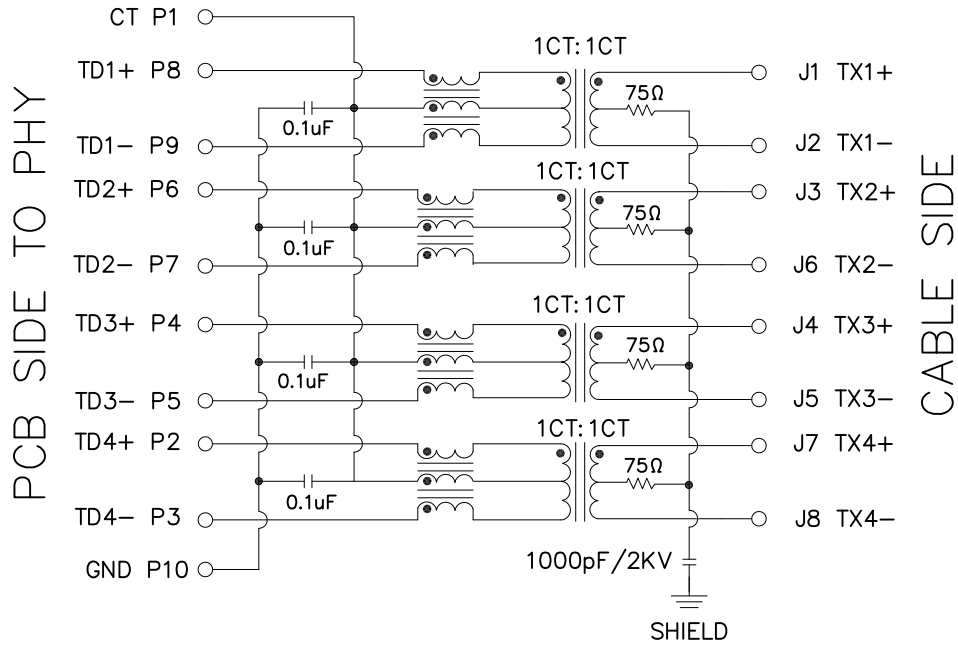 CT P1
1CT:1CT
TD1+ P8
J1 TX1+
75Ω
0.1uF
TD1- P9
J2 TX1-
1CT:1CT
TD2+ P6
J3 TX2+
75Ω
0.1uF
TD2- P7
J6 TX2-
1CT:1CT
TD3+ P4
J4 TX3+
75Ω
0.1uF
TD3- P5
J5 TX3-
1CT:1CT
TD4+ P2
J7 TX4+
75Ω
0.1uF
TD4- P3
J8 TX4-
GND P10
1000pF/2KV
SHIELD
PCB SIDE TO PHY
CABLE SIDE